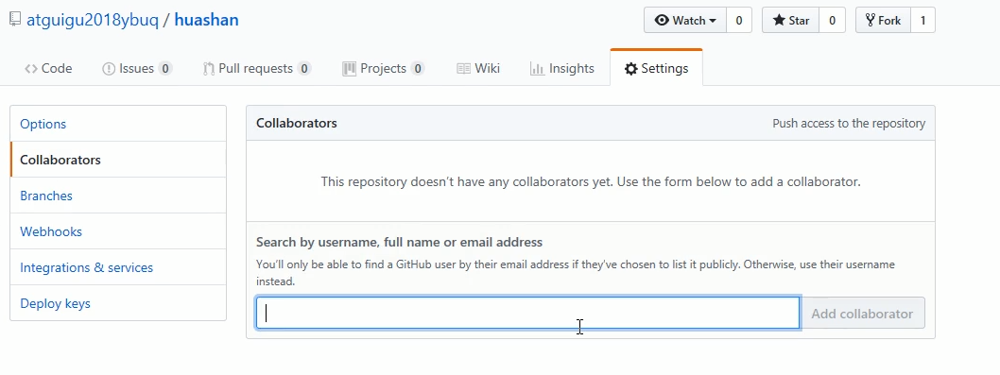 atguigu2018ybuq / huashan
Watch 0 Star 0 Fork 1
Code Issues 0 Pull requests 0 Projects 0 Wiki Insights Settings
Options
Collaborators
Branches
Webhooks
Integrations & services
Deploy keys
Collaborators Push access to the repository
This repository doesn't have any collaborators yet. Use the form below to add a collaborator.
Search by username, full name or email address
You'll only be able to find a GitHub user by their email address if they've chosen to list it publicly. Otherwise, use their username
instead.
Add collaborator